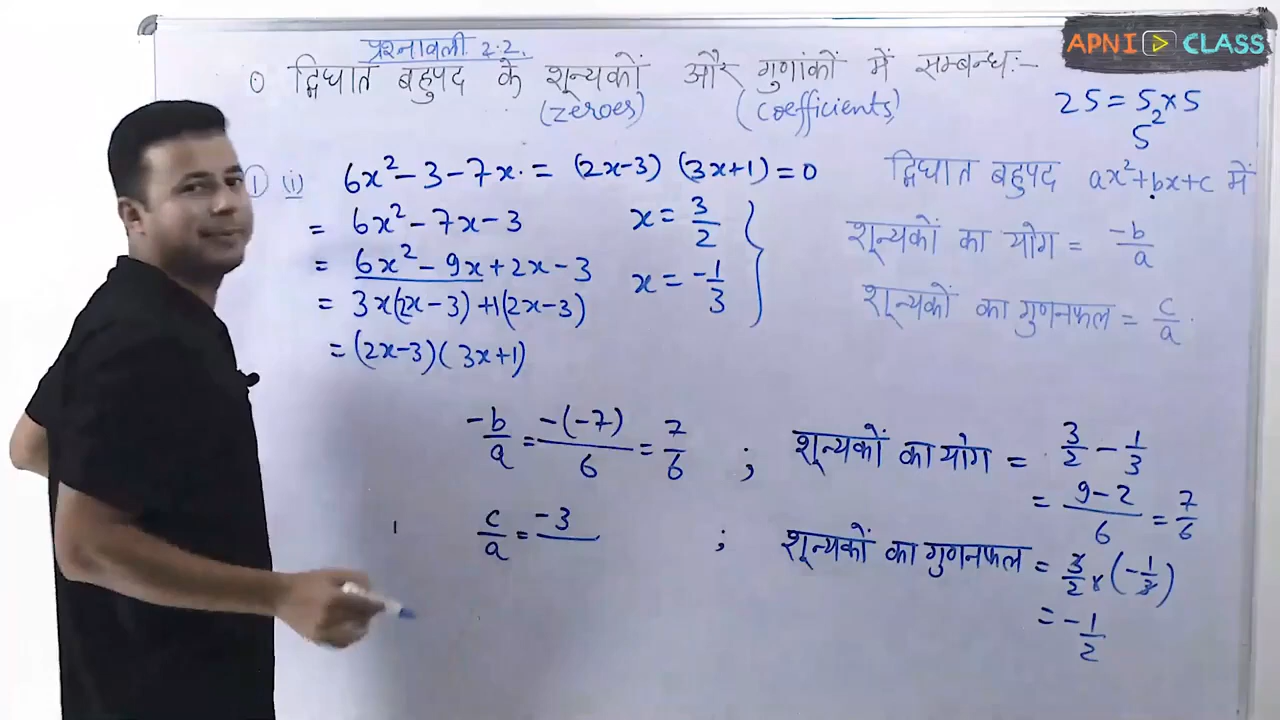 APNI CLASS
प्रश्नावली 2.2.
० द्विघात बहुपद के शून्यकों और गुणांकों में सम्बन्ध:-
(zeroes) (coefficients)
25 = 5 × 5
5²
① (i) 6x² - 3 - 7x = (2x-3) (3x+1) = 0
= 6x² - 7x - 3
= 6x² - 9x + 2x - 3
= 3x(2x-3) + 1(2x-3)
= (2x-3)(3x+1)
x = 3/2
x = -1/3
द्विघात बहुपद ax²+bx+c में
शून्यकों का योग = -b/a
शून्यकों का गुणनफल = c/a.
-b/a = -(-7)/6 = 7/6 ; शून्यकों का योग = 3/2 - 1/3
= 9-2/6 = 7/6
c/a = -3 ; शून्यकों का गुणनफल = 3/2 × (-1/3)
= -1/2